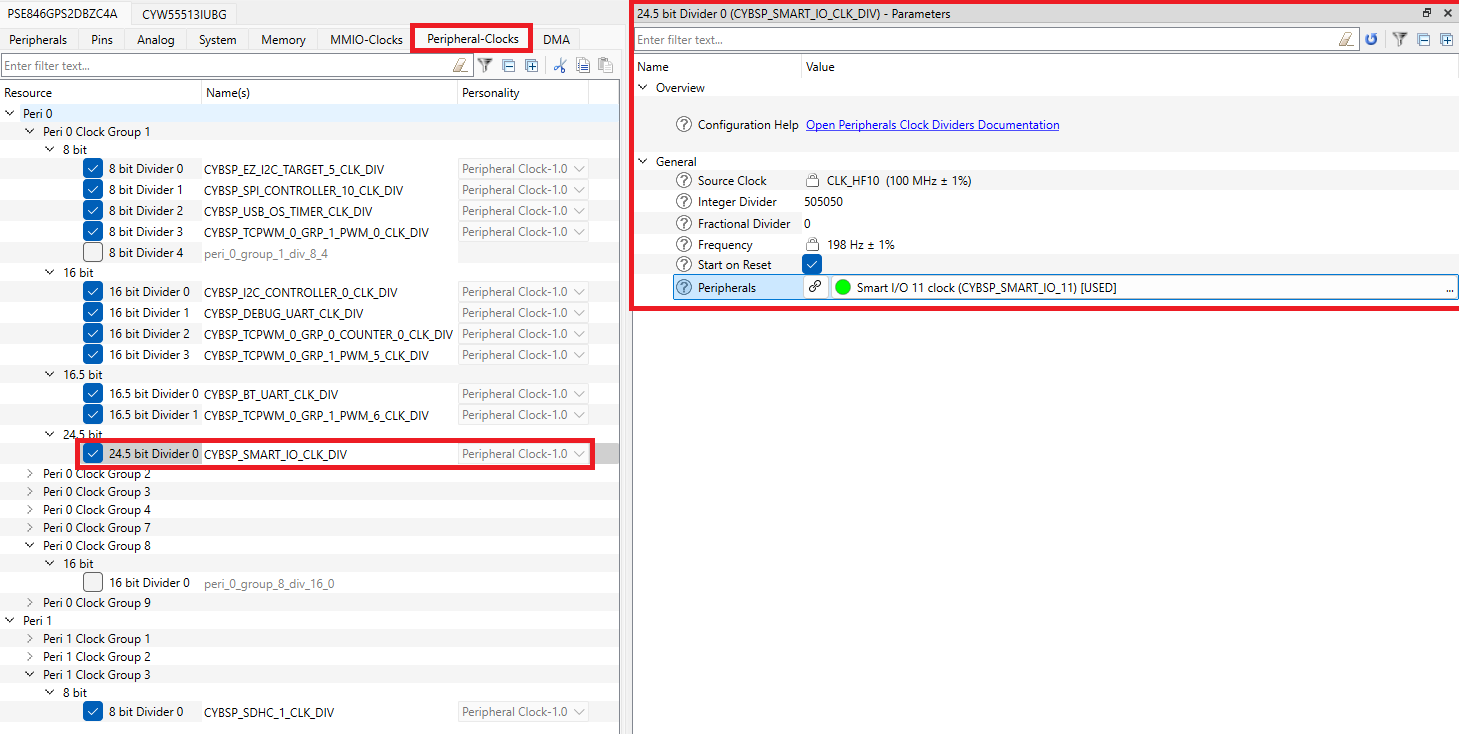 PSE846GPS2DBZC4A CYW55513IUBG
Peripherals Pins Analog System Memory MMIO-Clocks Peripheral-Clocks DMA
Enter filter text...
Resource Name(s) Personality
Peri 0
Peri 0 Clock Group 1
8 bit
8 bit Divider 0 CYBSP_EZ_I2C_TARGET_5_CLK_DIV Peripheral Clock-1.0
8 bit Divider 1 CYBSP_SPI_CONTROLLER_10_CLK_DIV Peripheral Clock-1.0
8 bit Divider 2 CYBSP_USB_OS_TIMER_CLK_DIV Peripheral Clock-1.0
8 bit Divider 3 CYBSP_TCPWM_0_GRP_1_PWM_0_CLK_DIV Peripheral Clock-1.0
8 bit Divider 4 peri_0_group_1_div_8_4
16 bit
16 bit Divider 0 CYBSP_I2C_CONTROLLER_0_CLK_DIV Peripheral Clock-1.0
16 bit Divider 1 CYBSP_DEBUG_UART_CLK_DIV Peripheral Clock-1.0
16 bit Divider 2 CYBSP_TCPWM_0_GRP_0_COUNTER_0_CLK_DIV Peripheral Clock-1.0
16 bit Divider 3 CYBSP_TCPWM_0_GRP_1_PWM_5_CLK_DIV Peripheral Clock-1.0
16.5 bit
16.5 bit Divider 0 CYBSP_BT_UART_CLK_DIV Peripheral Clock-1.0
16.5 bit Divider 1 CYBSP_TCPWM_0_GRP_1_PWM_6_CLK_DIV Peripheral Clock-1.0
24.5 bit
24.5 bit Divider 0 CYBSP_SMART_IO_CLK_DIV Peripheral Clock-1.0
Peri 0 Clock Group 2
Peri 0 Clock Group 3
Peri 0 Clock Group 4
Peri 0 Clock Group 7
Peri 0 Clock Group 8
16 bit
16 bit Divider 0 peri_0_group_8_div_16_0
Peri 0 Clock Group 9
Peri 1
Peri 1 Clock Group 1
Peri 1 Clock Group 2
Peri 1 Clock Group 3
8 bit
8 bit Divider 0 CYBSP_SDHC_1_CLK_DIV Peripheral Clock-1.0
24.5 bit Divider 0 (CYBSP_SMART_IO_CLK_DIV) - Parameters
Enter filter text...
Name Value
Overview
Configuration Help Open Peripherals Clock Dividers Documentation
General
Source Clock CLK_HF10 (100 MHz ± 1%)
Integer Divider 505050
Fractional Divider 0
Frequency 198 Hz ± 1%
Start on Reset
Peripherals Smart I/O 11 clock (CYBSP_SMART_IO_11) [USED] ...